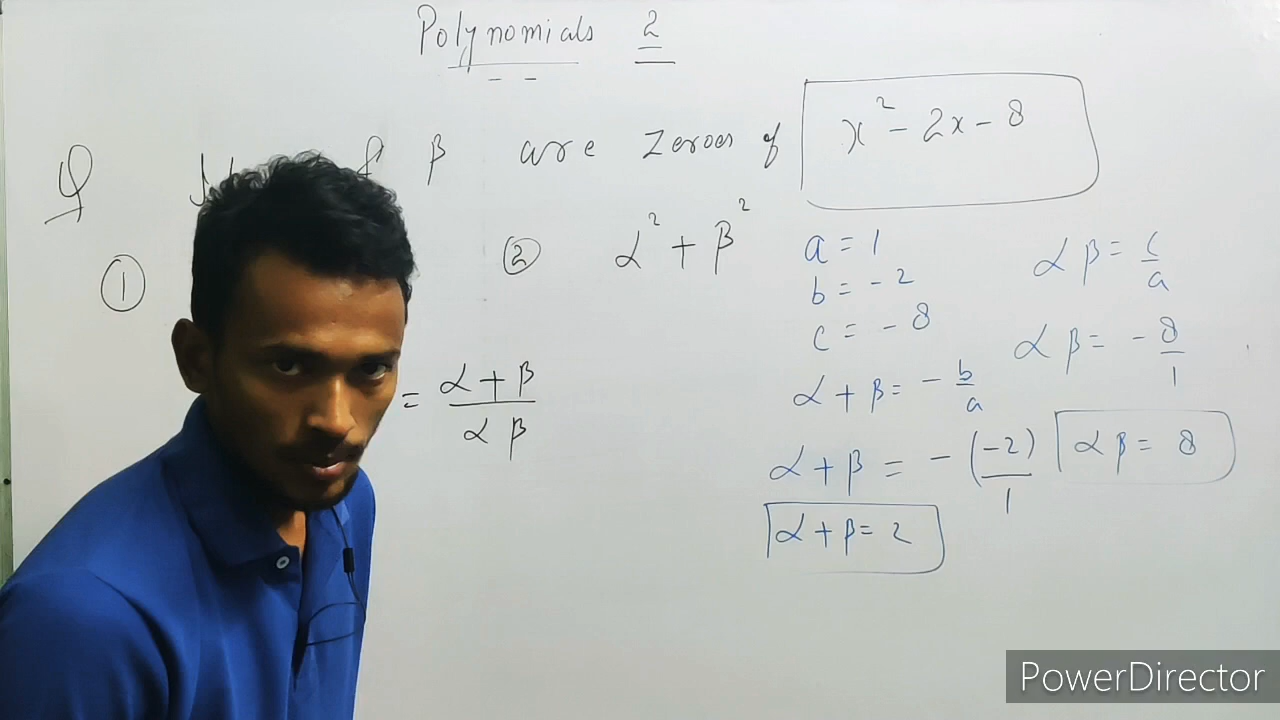 Polynomials 2
Q β are zeroes of x² - 2x - 8
① ② α² + β²
a = 1
b = - 2
c = - 8
αβ = c/a
αβ = - 8/1
= α + β / α β
α + β = - b/a
α + β = - (-2)/1
αβ = 8
α + β = 2
PowerDirector